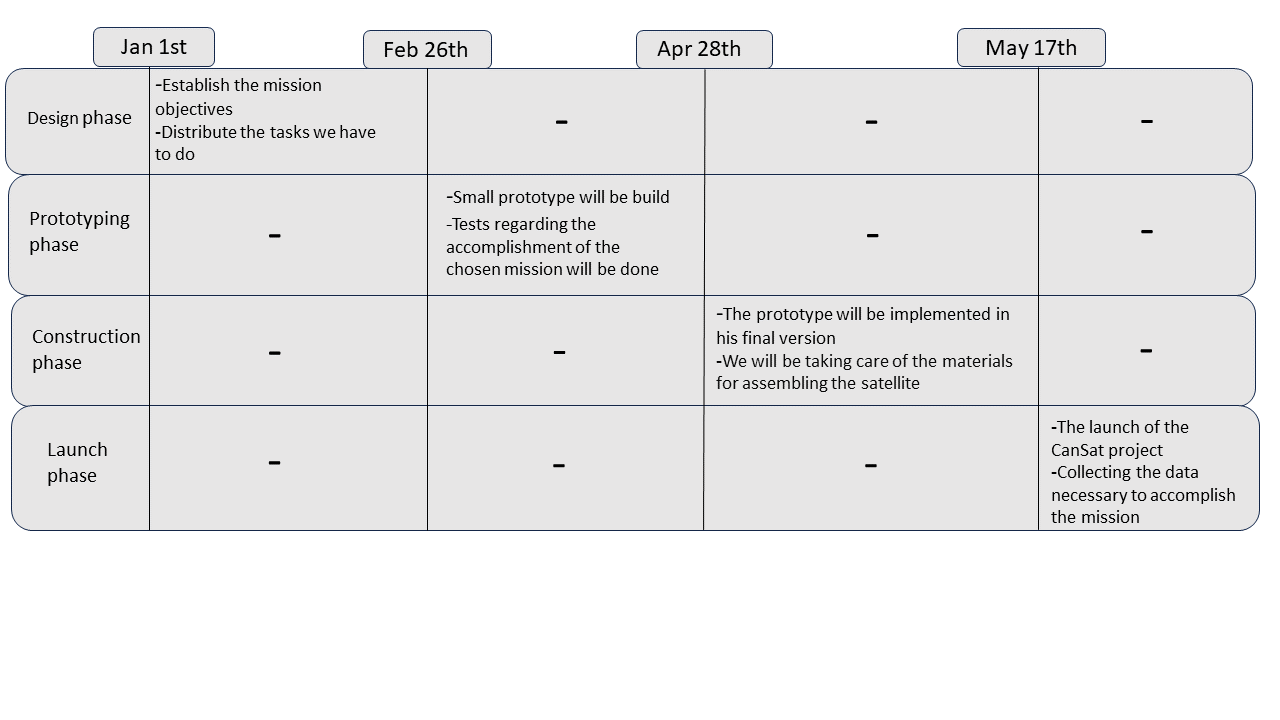 Jan 1st
Feb 26th
Apr 28th
May 17th
Design phase
-Establish the mission
objectives
-Distribute the tasks we have
to do
-
-
-
Prototyping
phase
-
-Small prototype will be build
-Tests regarding the
accomplishment of the
chosen mission will be done
-
-
Construction
phase
-
-
-The prototype will be implemented in
his final version
-We will be taking care of the materials
for assembling the satellite
-
Launch
phase
-
-
-
-The launch of the
CanSat project
-Collecting the data
necessary to accomplish
the mission